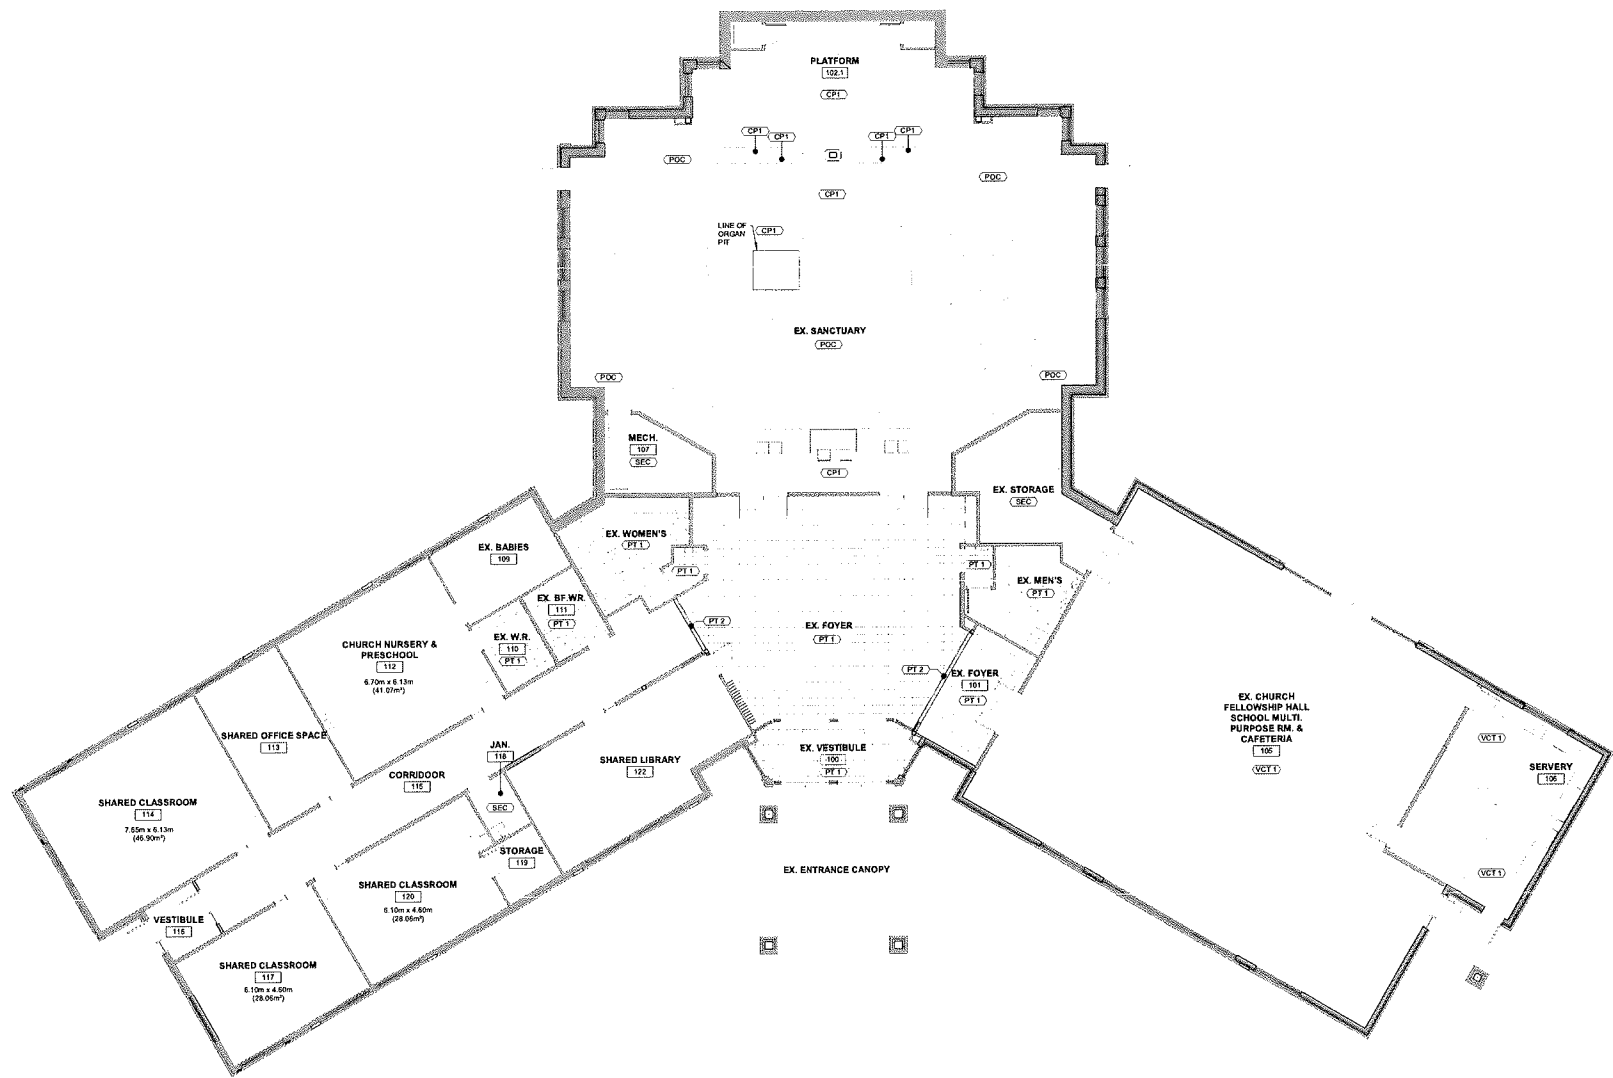 PLATFORM
102.1
CP1
CP1
CP1
CP1
CP1
POC
POC
CP1
LINE OF
ORGAN
PIT
CP1
EX. SANCTUARY
POC
POC
POC
MECH.
107
SEC
CP1
EX. STORAGE
SEC
EX. WOMEN'S
PT 1
PT 1
EX. BABIES
109
PT 1
EX. MEN'S
PT 1
EX. BF.WR.
111
PT 1
EX. W.R.
110
PT 1
PT 2
EX. FOYER
PT 1
CHURCH NURSERY &
PRESCHOOL
112
6.70m x 6.13m
(41.07m²)
PT 2
EX. FOYER
101
PT 1
EX. CHURCH
FELLOWSHIP HALL
SCHOOL MULTI.
PURPOSE RM. &
CAFETERIA
105
VCT 1
SHARED OFFICE SPACE
113
JAN.
118
SEC
EX. VESTIBULE
100
PT 1
SHARED LIBRARY
122
VCT 1
SERVERY
106
VCT 1
CORRIDOOR
115
SHARED CLASSROOM
114
7.65m x 6.13m
(46.90m²)
STORAGE
119
EX. ENTRANCE CANOPY
SHARED CLASSROOM
120
6.10m x 4.60m
(28.06m²)
VESTIBULE
116
SHARED CLASSROOM
117
6.10m x 4.60m
(28.06m²)